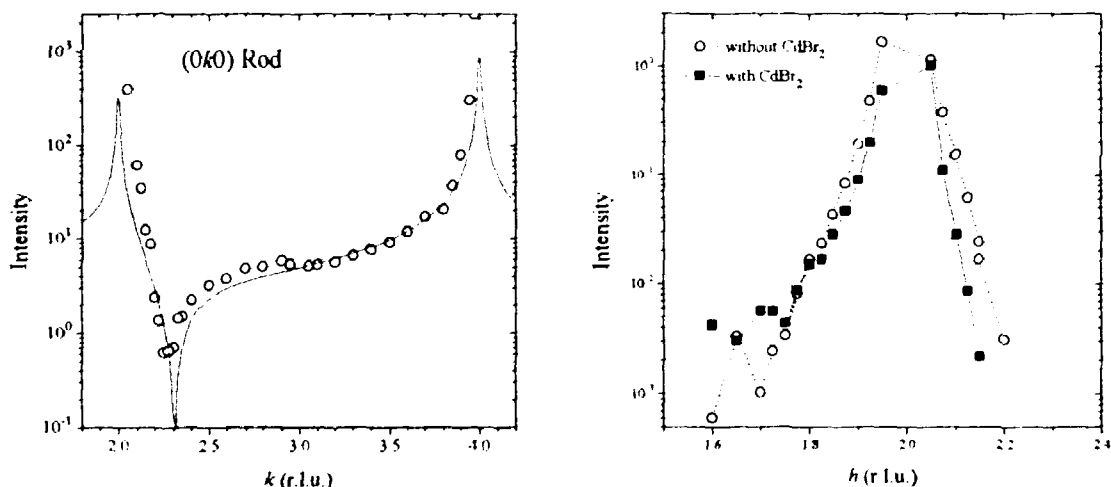 (0k0) Rod
10³
10²
10¹
10⁰
10⁻¹
Intensity
2.0 2.5 3.0 3.5 4.0
k (r.l.u.)
without CdBr₂
with CdBr₂
Intensity
1.6 1.8 2.0 2.2 2.4
h (r.l.u.)